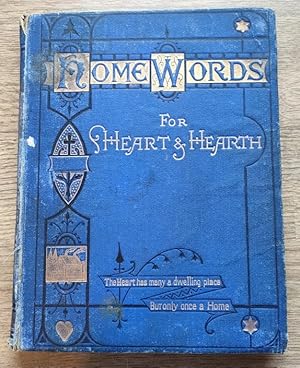 HOME WORDS
FOR
HEART & HEARTH
The Heart has many a dwelling place
But only once a Home